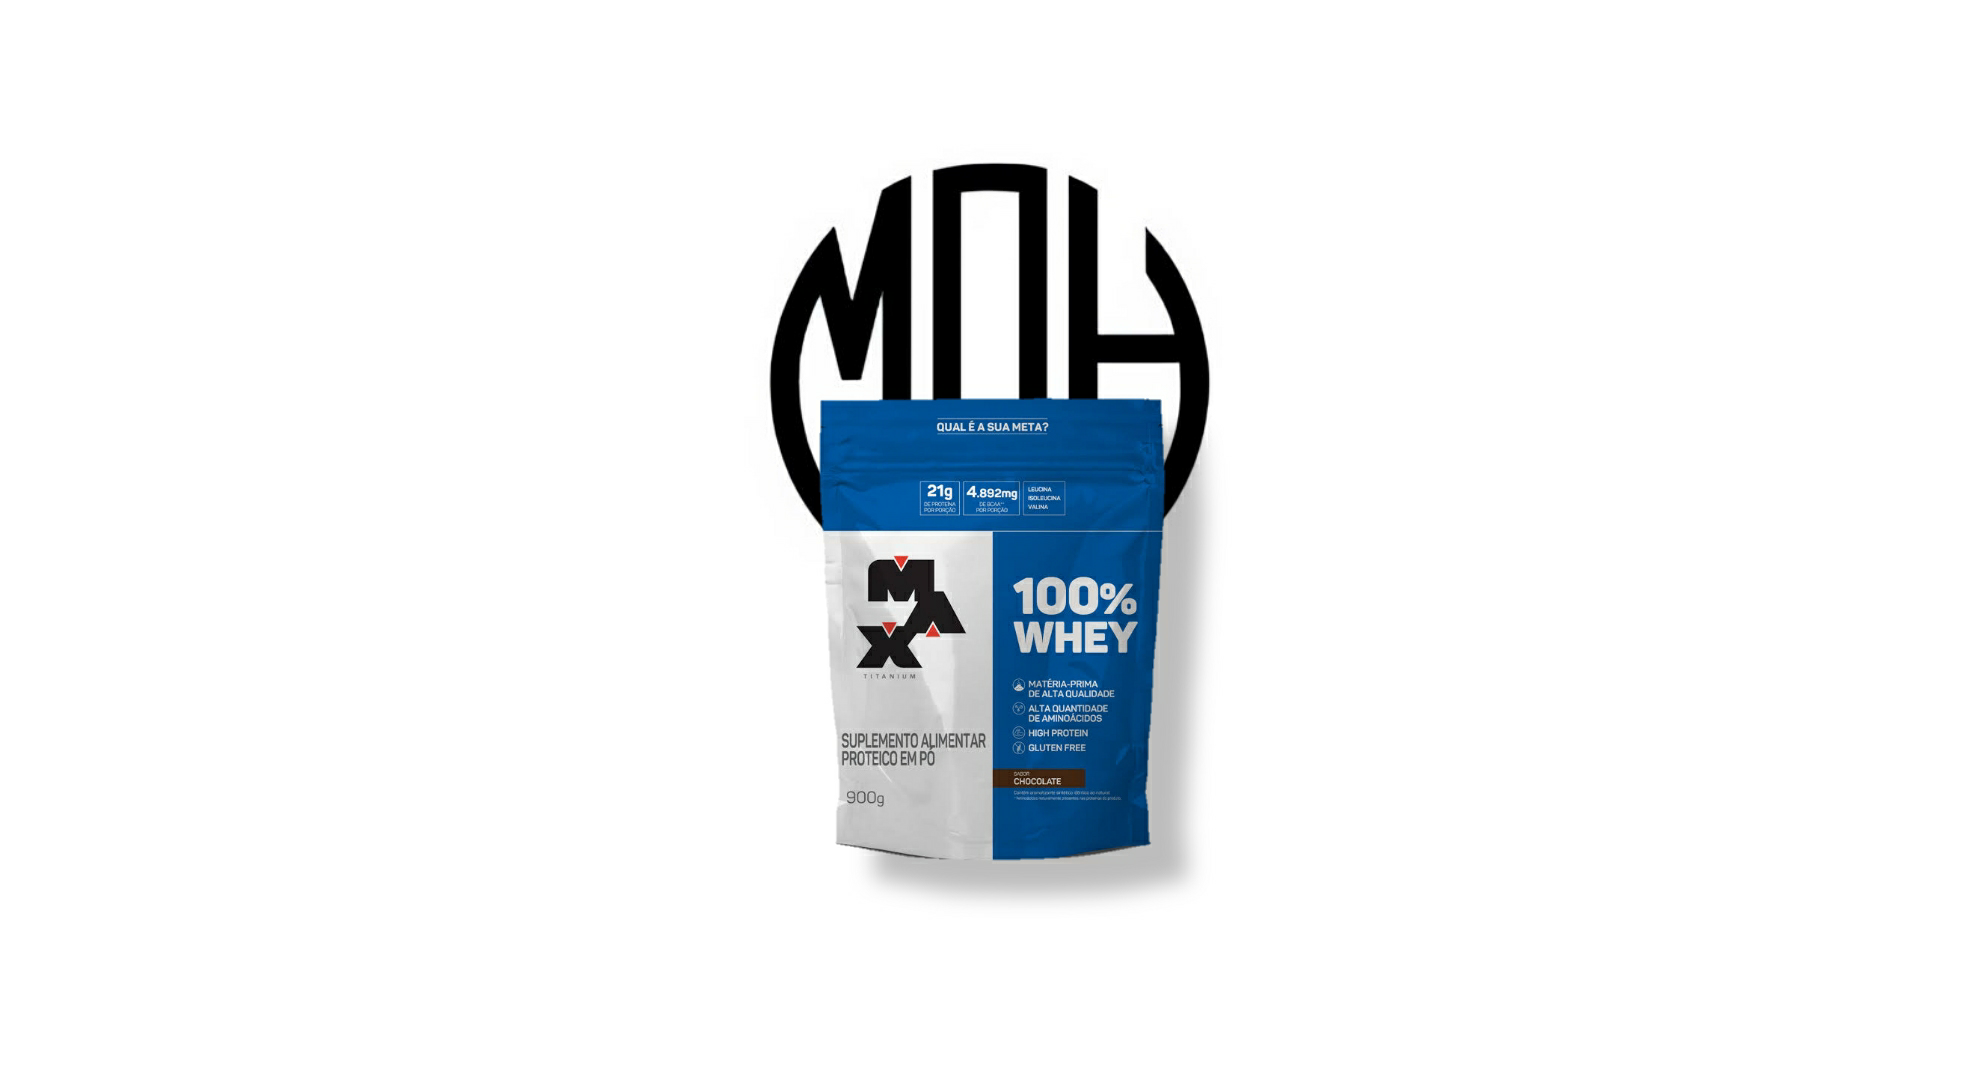 MOH
QUAL É A SUA META?
21g
DE PROTEÍNA
POR PORÇÃO
4.892mg
DE BCAA**
POR PORÇÃO
LEUCINA
ISOLEUCINA
VALINA
MAX
TITANIUM
100%
WHEY
MATÉRIA-PRIMA
DE ALTA QUALIDADE
ALTA QUANTIDADE
DE AMINOÁCIDOS
HIGH PROTEIN
GLUTEN FREE
SUPLEMENTO ALIMENTAR
PROTEICO EM PÓ
900g
SABOR
CHOCOLATE